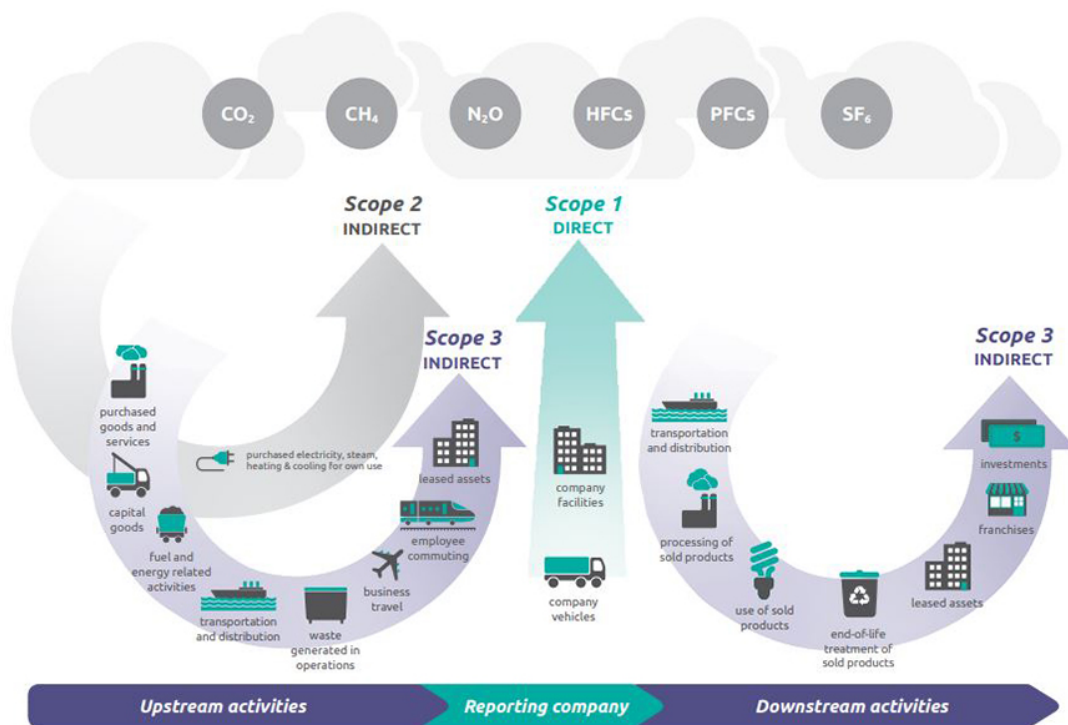 CO₂
CH₄
N₂O
HFCs
PFCs
SF₆
Scope 2
INDIRECT
Scope 1
DIRECT
Scope 3
INDIRECT
Scope 3
INDIRECT
purchased
goods and
services
capital
goods
fuel and
energy related
activities
transportation
and distribution
waste
generated in
operations
business
travel
employee
commuting
leased assets
purchased electricity, steam,
heating & cooling for own use
company
facilities
company
vehicles
transportation
and distribution
processing of
sold products
use of sold
products
end-of-life
treatment of
sold products
leased assets
franchises
investments
$
Upstream activities
Reporting company
Downstream activities